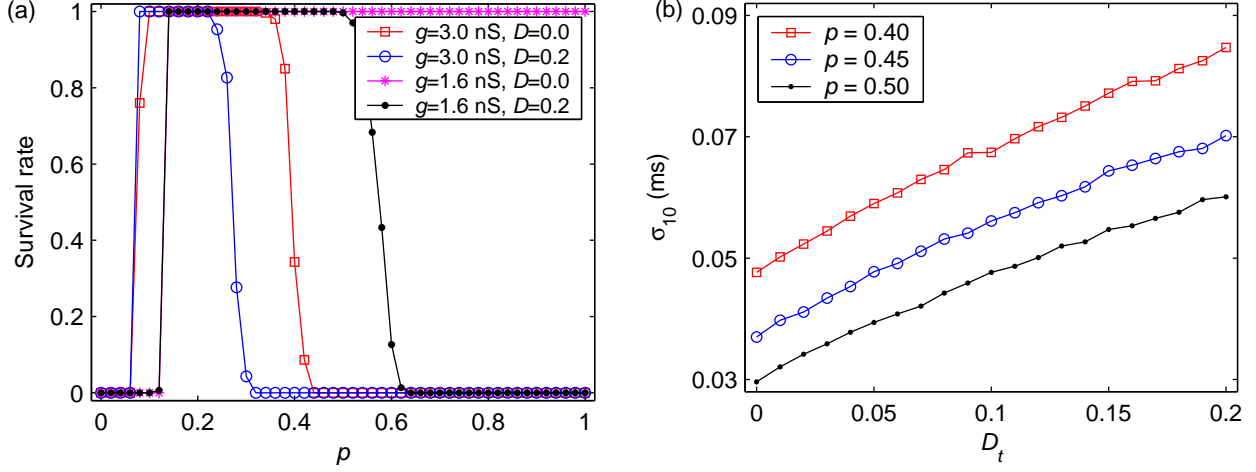 (a)
1
0.8
0.6
0.4
0.2
0
Survival rate
0
0.2
0.4
0.6
0.8
1
p
g=3.0 nS, D=0.0
g=3.0 nS, D=0.2
g=1.6 nS, D=0.0
g=1.6 nS, D=0.2
(b)
0.09
0.07
0.05
0.03
σ10 (ms)
0
0.05
0.1
0.15
0.2
Dt
p = 0.40
p = 0.45
p = 0.50